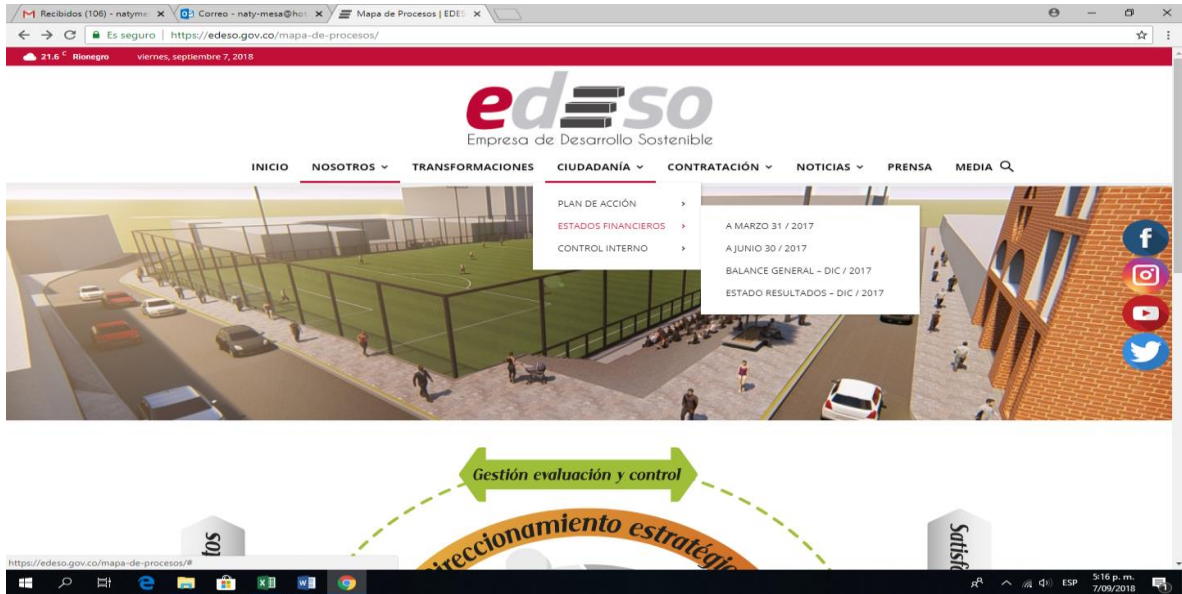 Recibidos (106) - natyme
Correo - naty-mesa@hot
Mapa de Procesos | EDES
Es seguro
https://edeso.gov.co/mapa-de-procesos/
21.6 C Rionegro viernes, septiembre 7, 2018
edeso
Empresa de Desarrollo Sostenible
INICIO NOSOTROS TRANSFORMACIONES CIUDADANÍA CONTRATACIÓN NOTICIAS PRENSA MEDIA
PLAN DE ACCIÓN
ESTADOS FINANCIEROS
CONTROL INTERNO
A MARZO 31 / 2017
A JUNIO 30 / 2017
BALANCE GENERAL – DIC / 2017
ESTADO RESULTADOS – DIC / 2017
Gestión evaluación y control
Direccionamiento estratégic
tos
Satisfa
https://edeso.gov.co/mapa-de-procesos/#
ESP
5:16 p. m.
7/09/2018